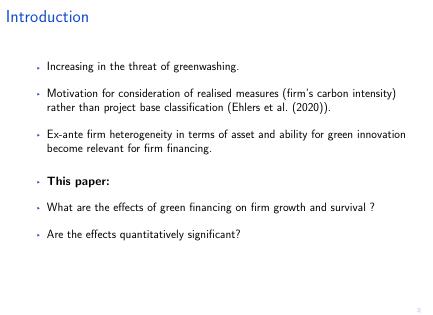 Introduction
Increasing in the threat of greenwashing.
Motivation for consideration of realised measures (firm's carbon intensity)
rather than project base classification (Ehlers et al. (2020)).
Ex-ante firm heterogeneity in terms of asset and ability for green innovation
become relevant for firm financing.
This paper:
What are the effects of green financing on firm growth and survival ?
Are the effects quantitatively significant?